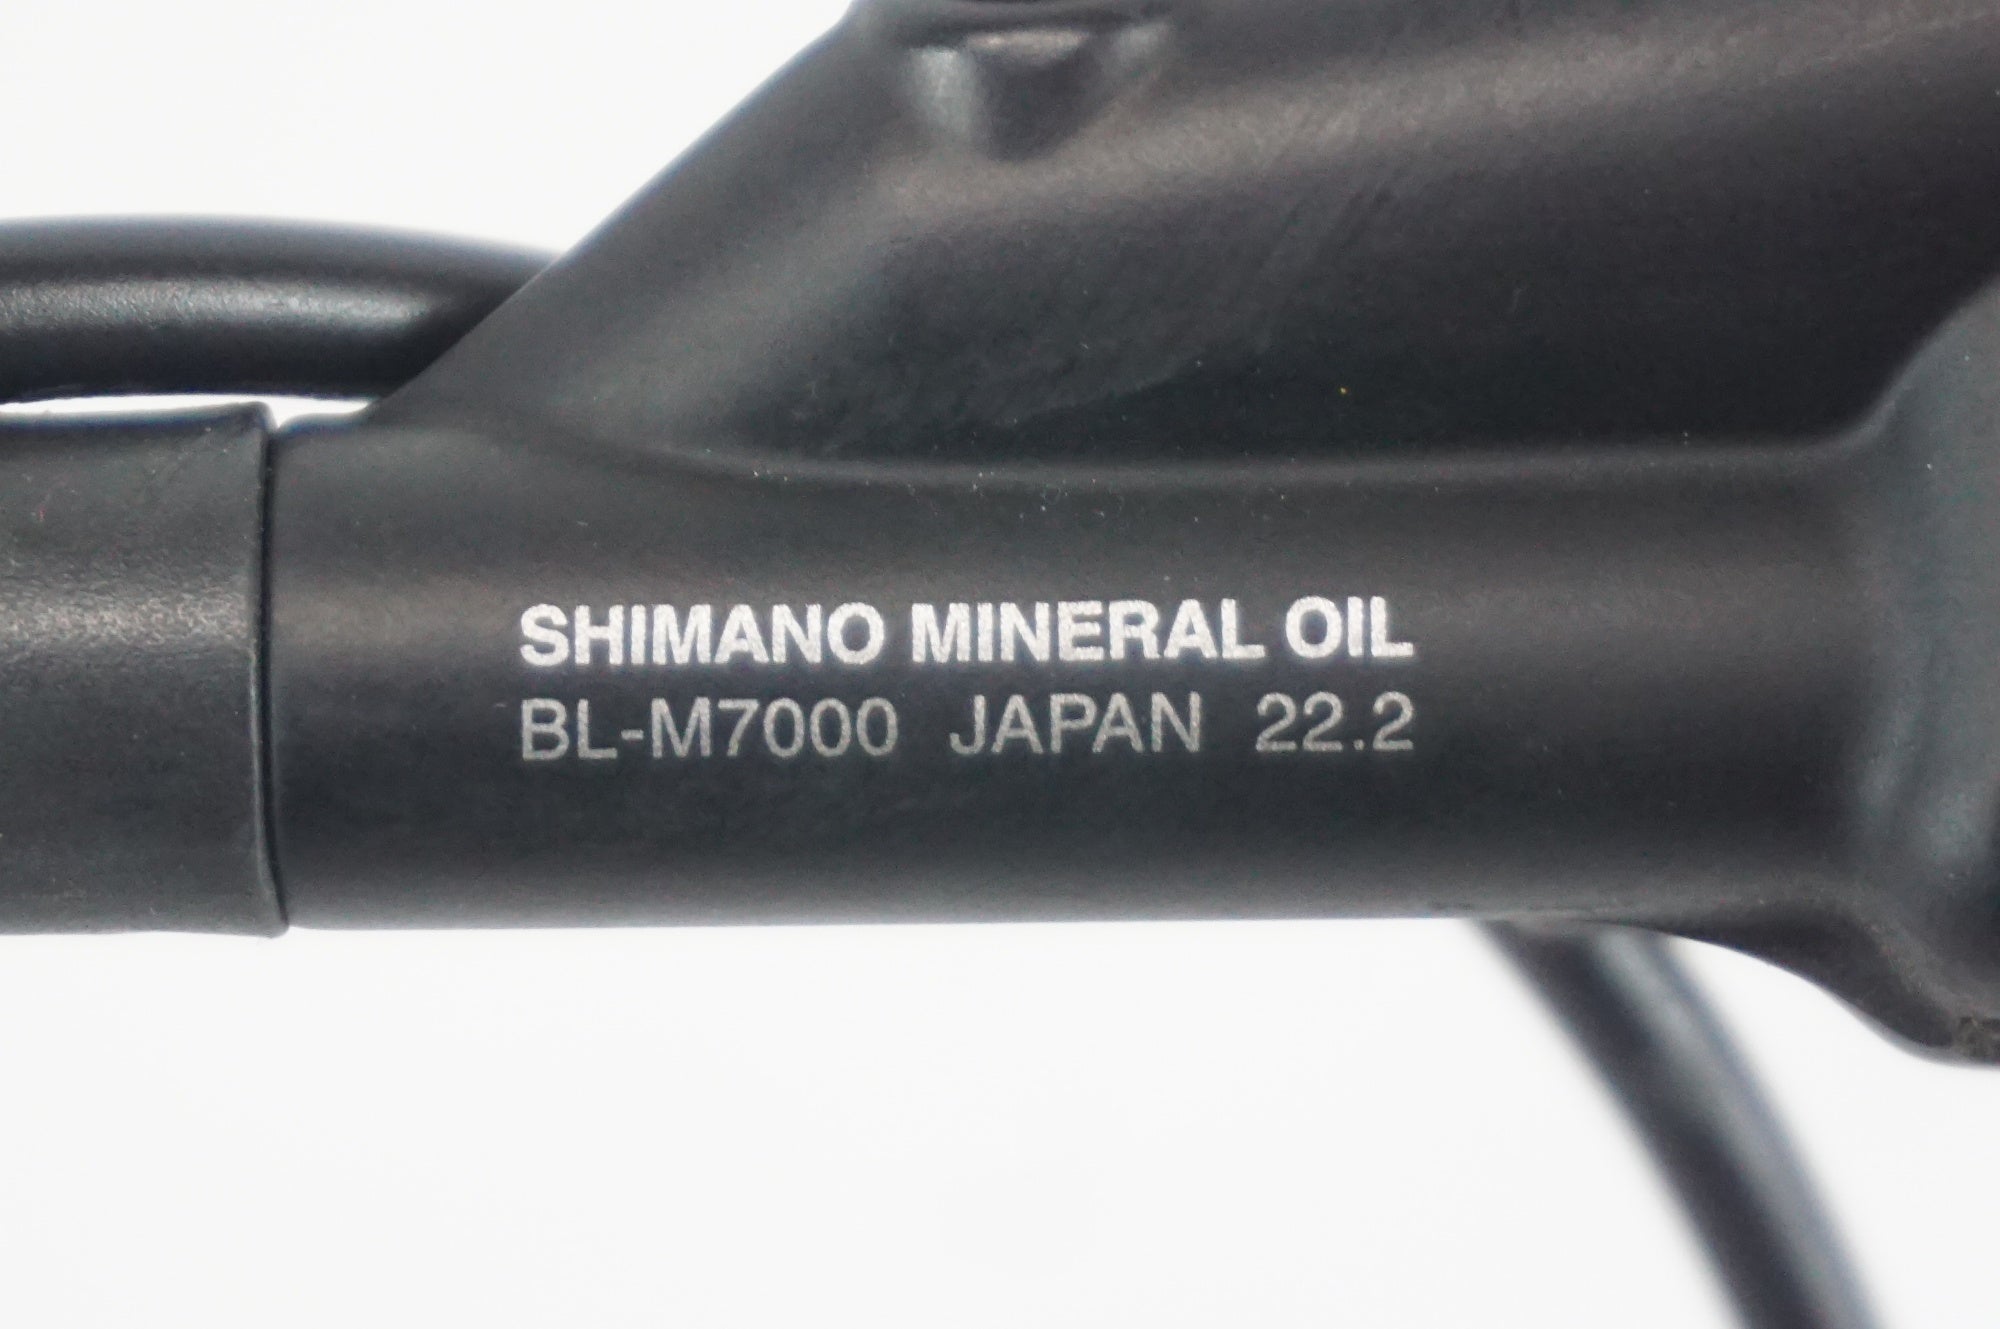 SHIMANO MINERAL OIL
BL-M7000 JAPAN 22.2